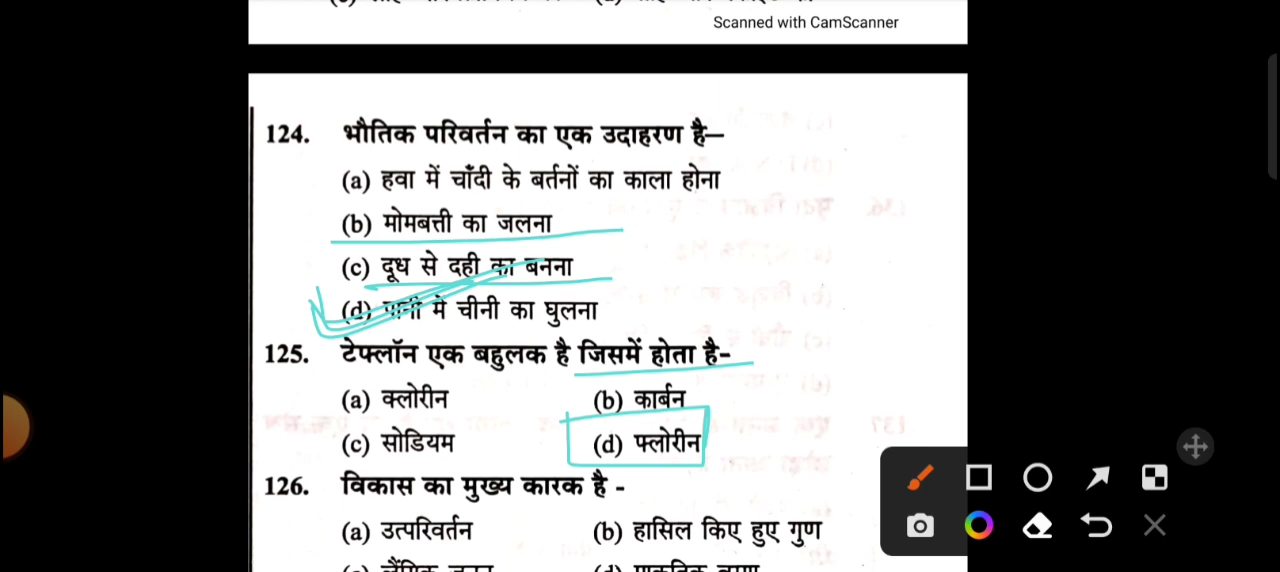 Scanned with CamScanner
124. भौतिक परिवर्तन का एक उदाहरण है–
(a) हवा में चाँदी के बर्तनों का काला होना
(b) मोमबत्ती का जलना
(c) दूध से दही का बनना
(d) पानी में चीनी का घुलना
125. टेफ्लॉन एक बहुलक है जिसमें होता है-
(a) क्लोरीन (b) कार्बन
(c) सोडियम (d) फ्लोरीन
126. विकास का मुख्य कारक है -
(a) उत्परिवर्तन (b) हासिल किए हुए गुण